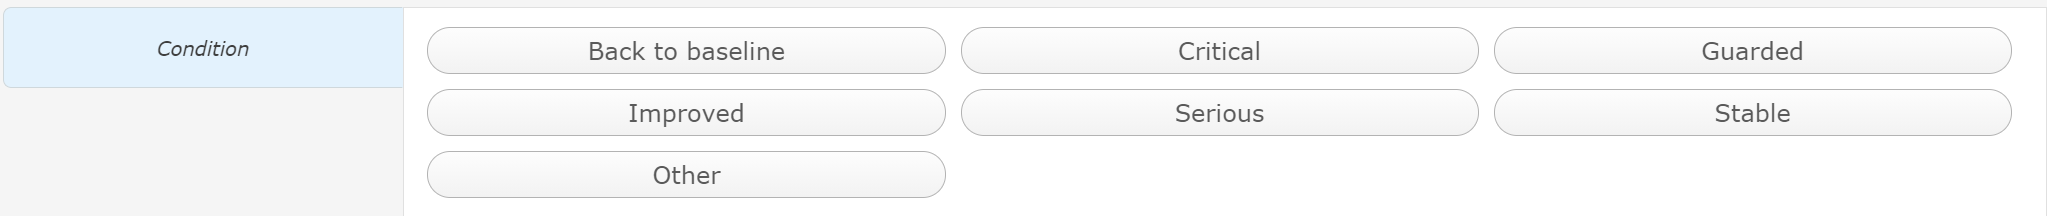 Condition
Back to baseline
Critical
Guarded
Improved
Serious
Stable
Other